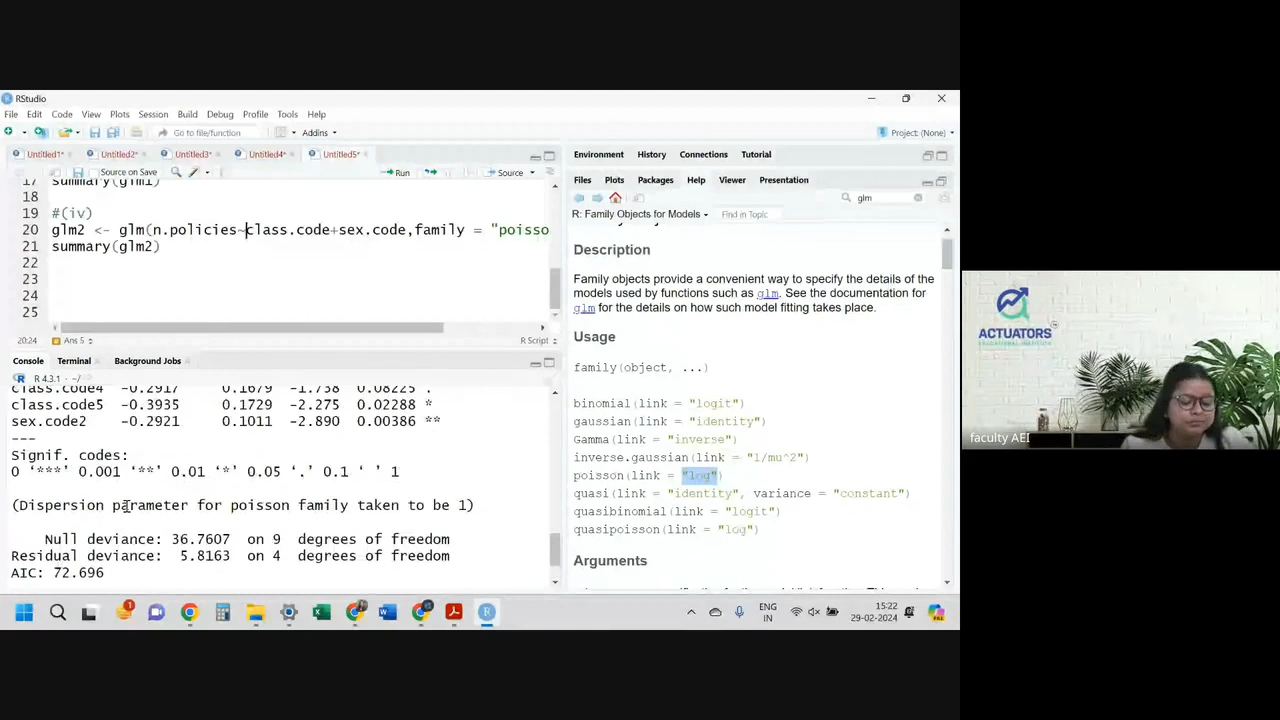 RStudio
File Edit Code View Plots Session Build Debug Profile Tools Help
Go to file/function Addins Project: (None)
Untitled1* Untitled2* Untitled3* Untitled4* Untitled5*
Source on Save Run Source
17 summary(glm1)
18
19 #(iv)
20 glm2 <- glm(n.policies~class.code+sex.code,family = "poisso
21 summary(glm2)
22
23
24
25
20:24 Ans 5 R Script
Console Terminal Background Jobs
R 4.3.1 · ~/
class.code4 -0.2917 0.1679 -1.738 0.08225 .
class.code5 -0.3935 0.1729 -2.275 0.02288 *
sex.code2 -0.2921 0.1011 -2.890 0.00386 **
---
Signif. codes:
0 ‘***’ 0.001 ‘**’ 0.01 ‘*’ 0.05 ‘.’ 0.1 ‘ ’ 1
(Dispersion parameter for poisson family taken to be 1)
Null deviance: 36.7607 on 9 degrees of freedom
Residual deviance: 5.8163 on 4 degrees of freedom
AIC: 72.696
Environment History Connections Tutorial
Files Plots Packages Help Viewer Presentation
glm
R: Family Objects for Models Find in Topic
Description
Family objects provide a convenient way to specify the details of the
models used by functions such as glm. See the documentation for
glm for the details on how such model fitting takes place.
Usage
family(object, ...)
binomial(link = "logit")
gaussian(link = "identity")
Gamma(link = "inverse")
inverse.gaussian(link = "1/mu^2")
poisson(link = "log")
quasi(link = "identity", variance = "constant")
quasibinomial(link = "logit")
quasipoisson(link = "log")
Arguments
ENG
IN
15:22
29-02-2024
ACTUATORS
EDUCATIONAL INSTITUTE
faculty AEI